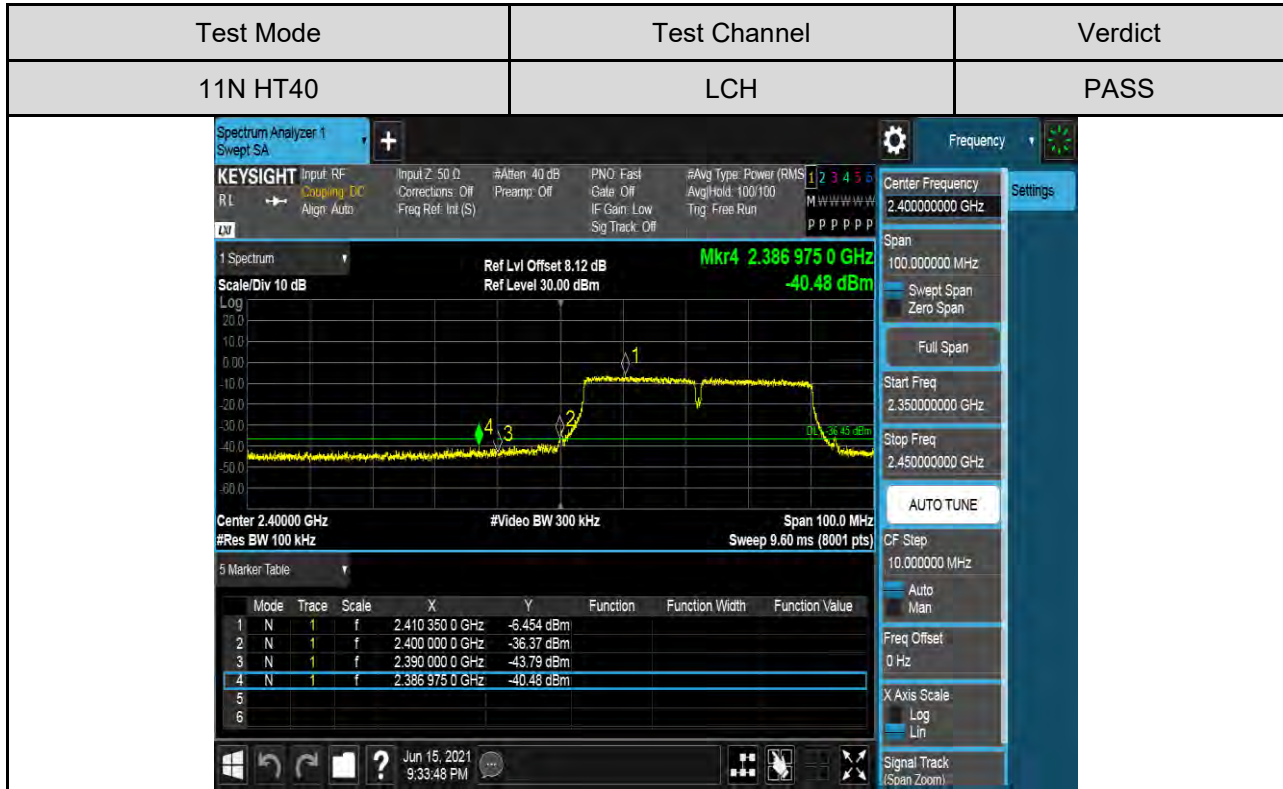 Test Mode Test Channel Verdict
11N HT40 LCH PASS
Spectrum Analyzer 1
Swept SA
+
Frequency
KEYSIGHT Input: RF Input Z: 50 Ω #Atten: 40 dB PNO: Fast #Avg Type: Power (RMS 1 2 3 4 5 6
RL Coupling: DC Corrections: Off Preamp: Off Gate: Off Avg|Hold: 100/100 M W W W W W
Align: Auto Freq Ref: Int (S) IF Gain: Low Trig: Free Run
LXI Sig Track: Off P P P P P P
Center Frequency
2.400000000 GHz
Settings
Span
100.000000 MHz
Swept Span
Zero Span
Full Span
Start Freq
2.350000000 GHz
Stop Freq
2.450000000 GHz
AUTO TUNE
CF Step
10.000000 MHz
Auto
Man
Freq Offset
0 Hz
X Axis Scale
Log
Lin
Signal Track
(Span Zoom)
1 Spectrum Ref Lvl Offset 8.12 dB Mkr4 2.386 975 0 GHz
Scale/Div 10 dB Ref Level 30.00 dBm -40.48 dBm
Log
20.0
10.0
0.00
-10.0
-20.0
-30.0
-40.0
-50.0
-60.0
1
2
4 3
DL1 -36.45 dBm
Center 2.40000 GHz #Video BW 300 kHz Span 100.0 MHz
#Res BW 100 kHz Sweep 9.60 ms (8001 pts)
5 Marker Table
Mode Trace Scale X Y Function Function Width Function Value
1 N 1 f 2.410 350 0 GHz -6.454 dBm
2 N 1 f 2.400 000 0 GHz -36.37 dBm
3 N 1 f 2.390 000 0 GHz -43.79 dBm
4 N 1 f 2.386 975 0 GHz -40.48 dBm
5
6
?
Jun 15, 2021
9:33:48 PM